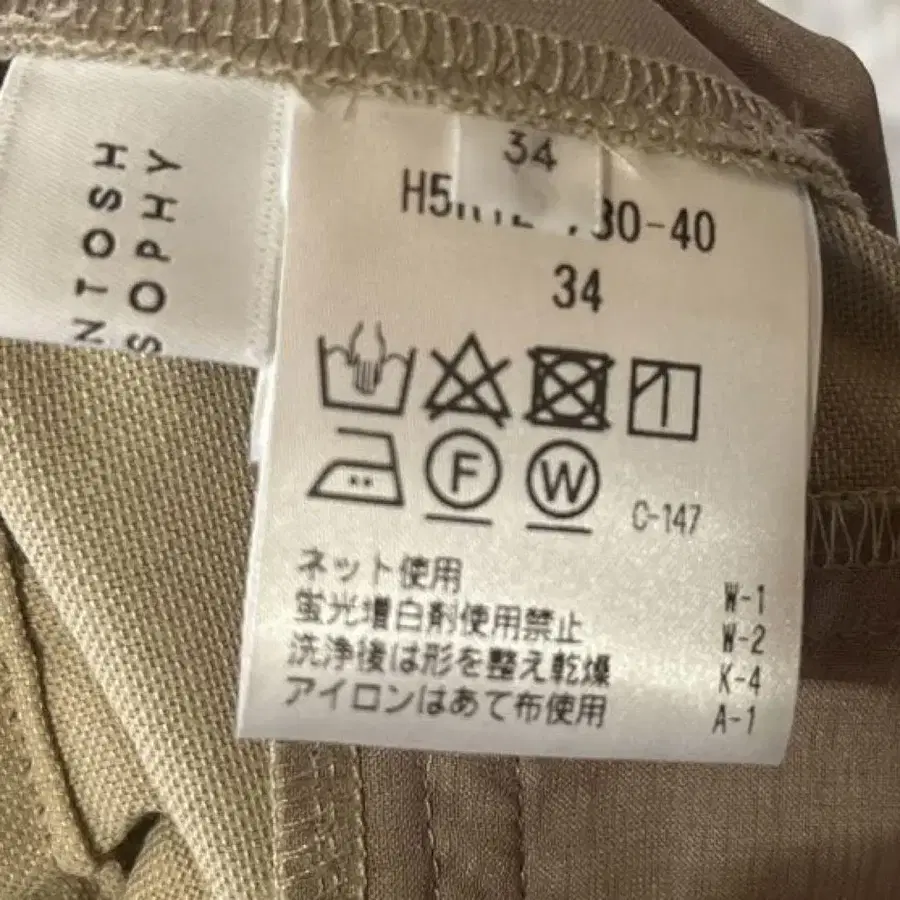 NTOSH
SOPHY
34
30-40
34
F
W
C-147
ネット使用 W-1
蛍光増白剤使用禁止 W-2
洗浄後は形を整え乾燥 K-4
アイロンはあて布使用 A-1